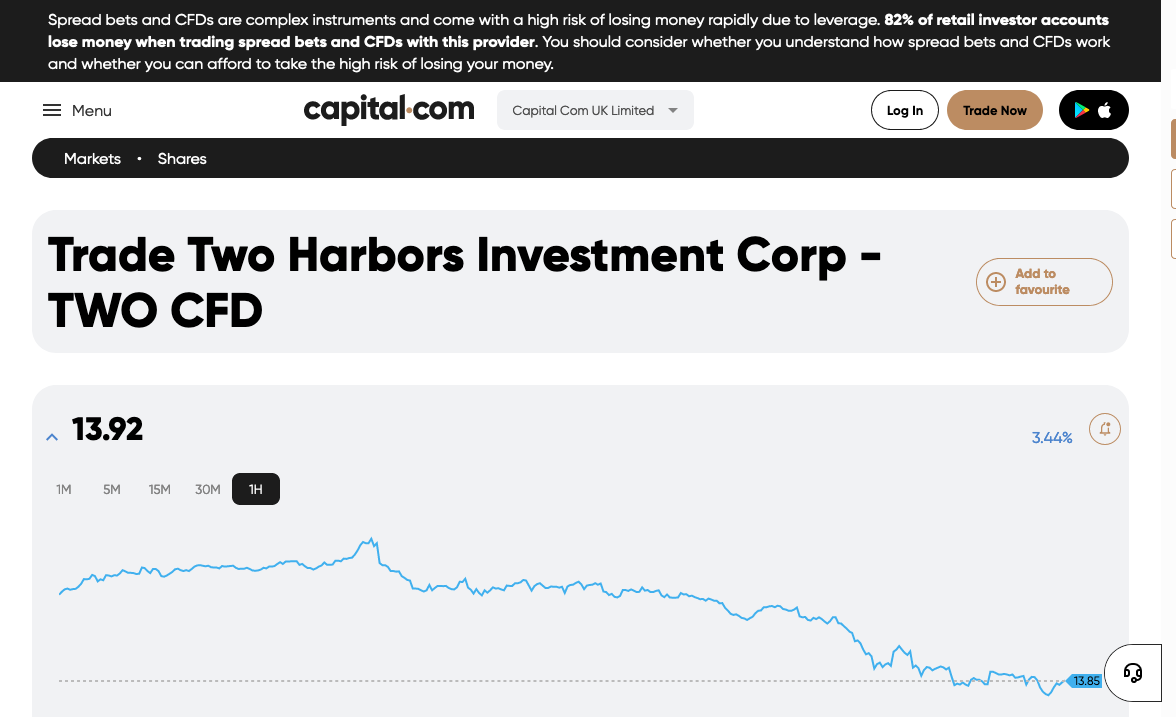 Spread bets and CFDs are complex instruments and come with a high risk of losing money rapidly due to leverage. 82% of retail investor accounts
lose money when trading spread bets and CFDs with this provider. You should consider whether you understand how spread bets and CFDs work
and whether you can afford to take the high risk of losing your money.
Menu
capital.com
Capital Com UK Limited
Log In
Trade Now
Markets • Shares
Trade Two Harbors Investment Corp -
TWO CFD
Add to
favourite
13.92
3.44%
1M 5M 15M 30M 1H
13.85